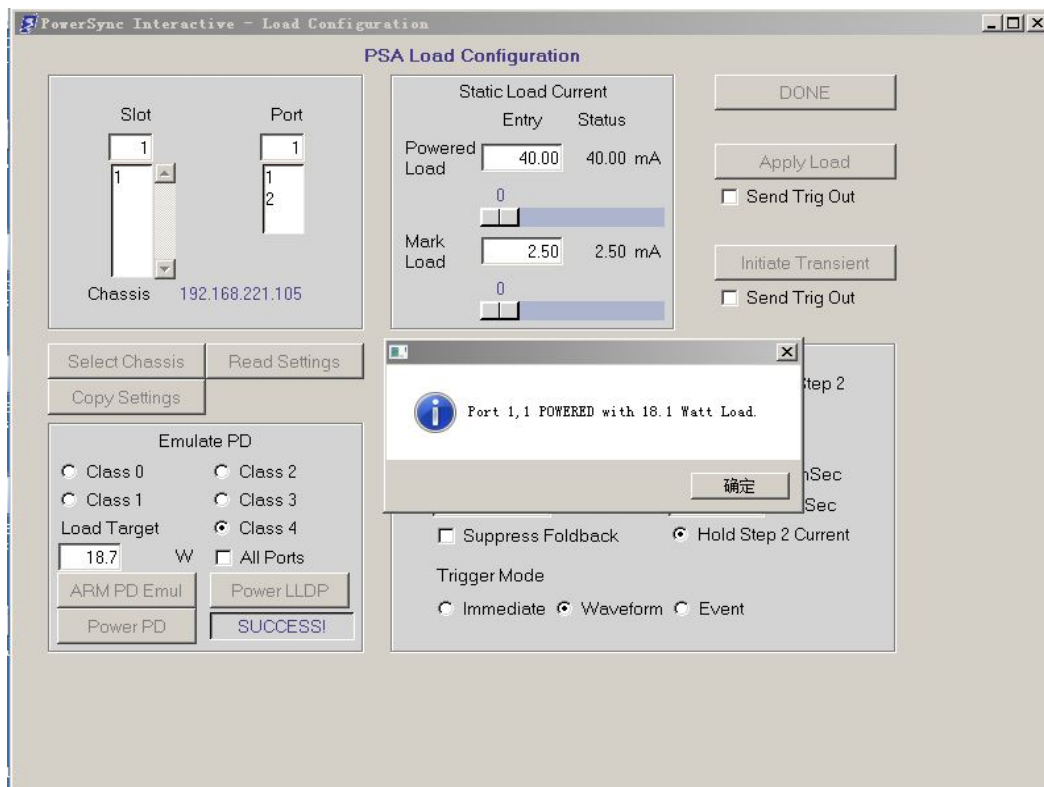 PowerSync Interactive - Load Configuration
PSA Load Configuration
Slot
Port
1
1
1
1
2
Chassis 192.168.221.105
Static Load Current
Entry Status
Powered Load 40.00 40.00 mA
0
Mark Load 2.50 2.50 mA
0
DONE
Apply Load
Send Trig Out
Initiate Transient
Send Trig Out
Select Chassis Read Settings
Copy Settings
Port 1,1 POWERED with 18.1 Watt Load.
确定
Emulate PD
Class 0 Class 2
Class 1 Class 3
Load Target Class 4
18.7 W All Ports
ARM PD Emul Power LLDP
Power PD SUCCESS!
Step 2
Sec
Suppress Foldback Hold Step 2 Current
Trigger Mode
Immediate Waveform Event